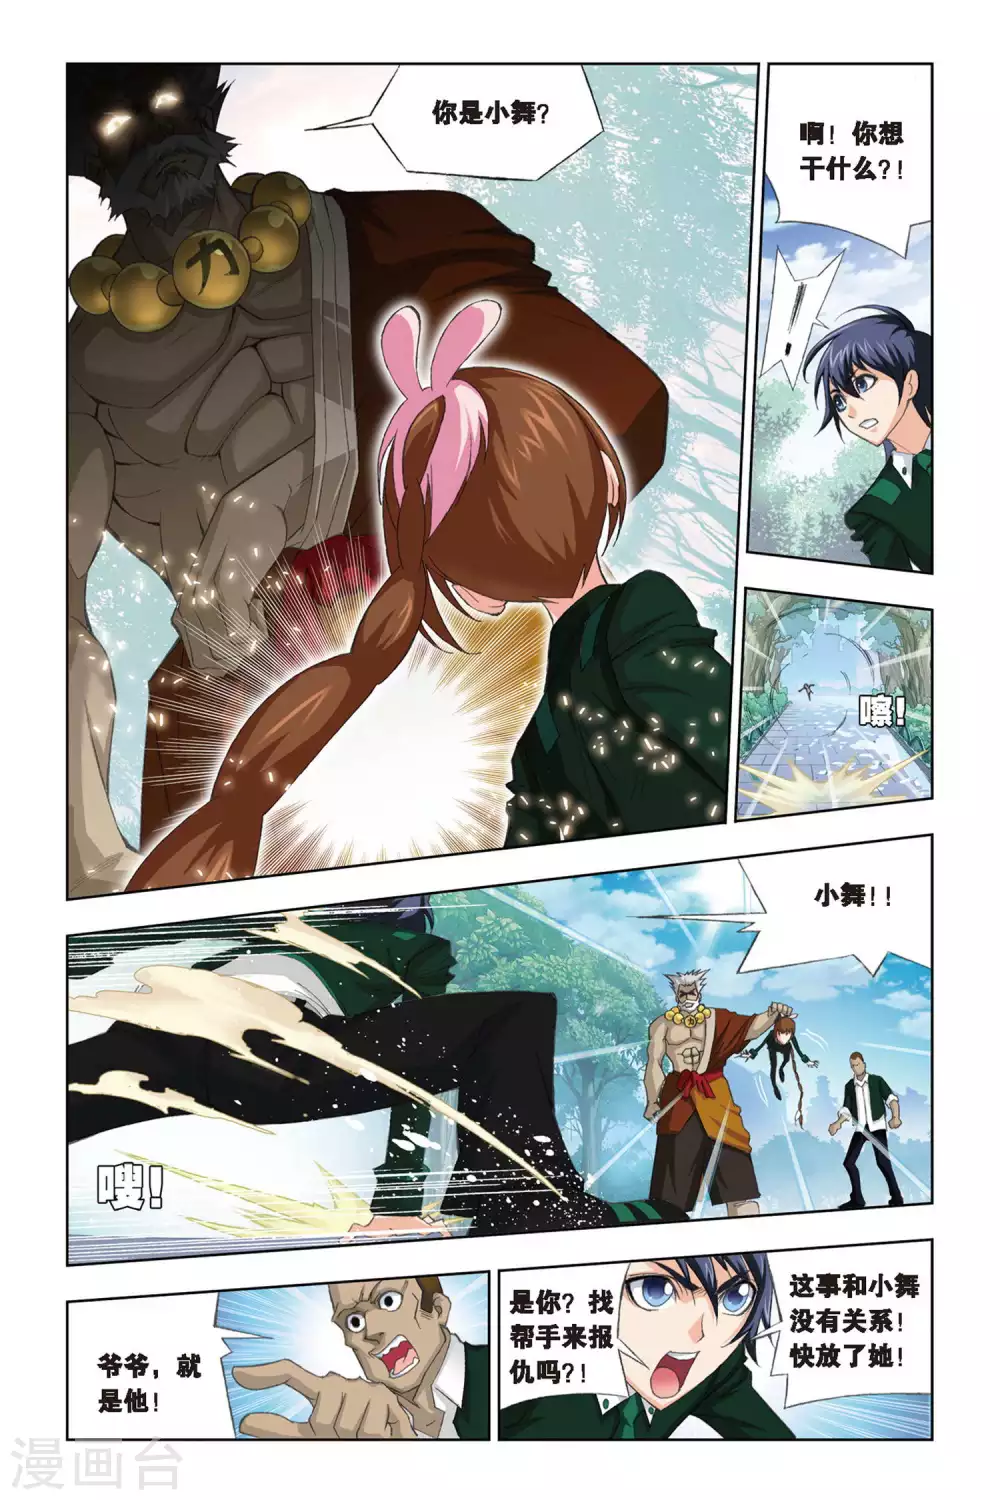 你是小舞？
力
啊！你想
干什么？！
嚓！
小舞！！
力
嗖！
爷爷，就
是他！
是你？找
帮手来报
仇吗？！
这事和小舞
没有关系！
快放了她！
漫画台